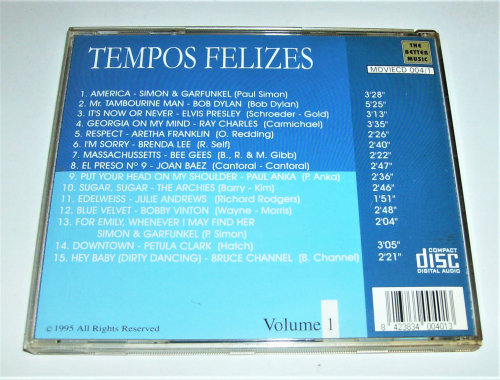 TEMPOS FELIZES
THE
BETTER
MUSIC
MOVIECD 004/1
1. AMERICA - SIMON & GARFUNKEL (Paul Simon) 3'28"
2. Mr. TAMBOURINE MAN - BOB DYLAN (Bob Dylan) 5'25"
3. IT'S NOW OR NEVER - ELVIS PRESLEY (Schroeder - Gold) 3'13"
4. GEORGIA ON MY MIND - RAY CHARLES (Carmichael) 3'35"
5. RESPECT - ARETHA FRANKLIN (O. Redding) 2'26"
6. I'M SORRY - BRENDA LEE (R. Self) 2'40"
7. MASSACHUSSETTS - BEE GEES (B., R. & M. Gibb) 2'22"
8. EL PRESO Nº 9 - JOAN BAEZ (Cantoral - Cantoral) 2'47"
9. PUT YOUR HEAD ON MY SHOULDER - PAUL ANKA (P. Anka) 2'36"
10. SUGAR, SUGAR - THE ARCHIES (Barry - Kim) 2'46"
11. EDELWEISS - JULIE ANDREWS (Richard Rodgers) 1'51"
12. BLUE VELVET - BOBBY VINTON (Wayne - Morris) 2'48"
13. FOR EMILY, WHENEVER I MAY FIND HER 2'04"
SIMON & GARFUNKEL (P. Simon)
14. DOWNTOWN - PETULA CLARK (Hatch) 3'05"
15. HEY BABY (DIRTY DANCING) - BRUCE CHANNEL (B. Channel) 2'21"
COMPACT
disc
DIGITAL AUDIO
© 1995 All Rights Reserved
Volume 1
8 423834 004013